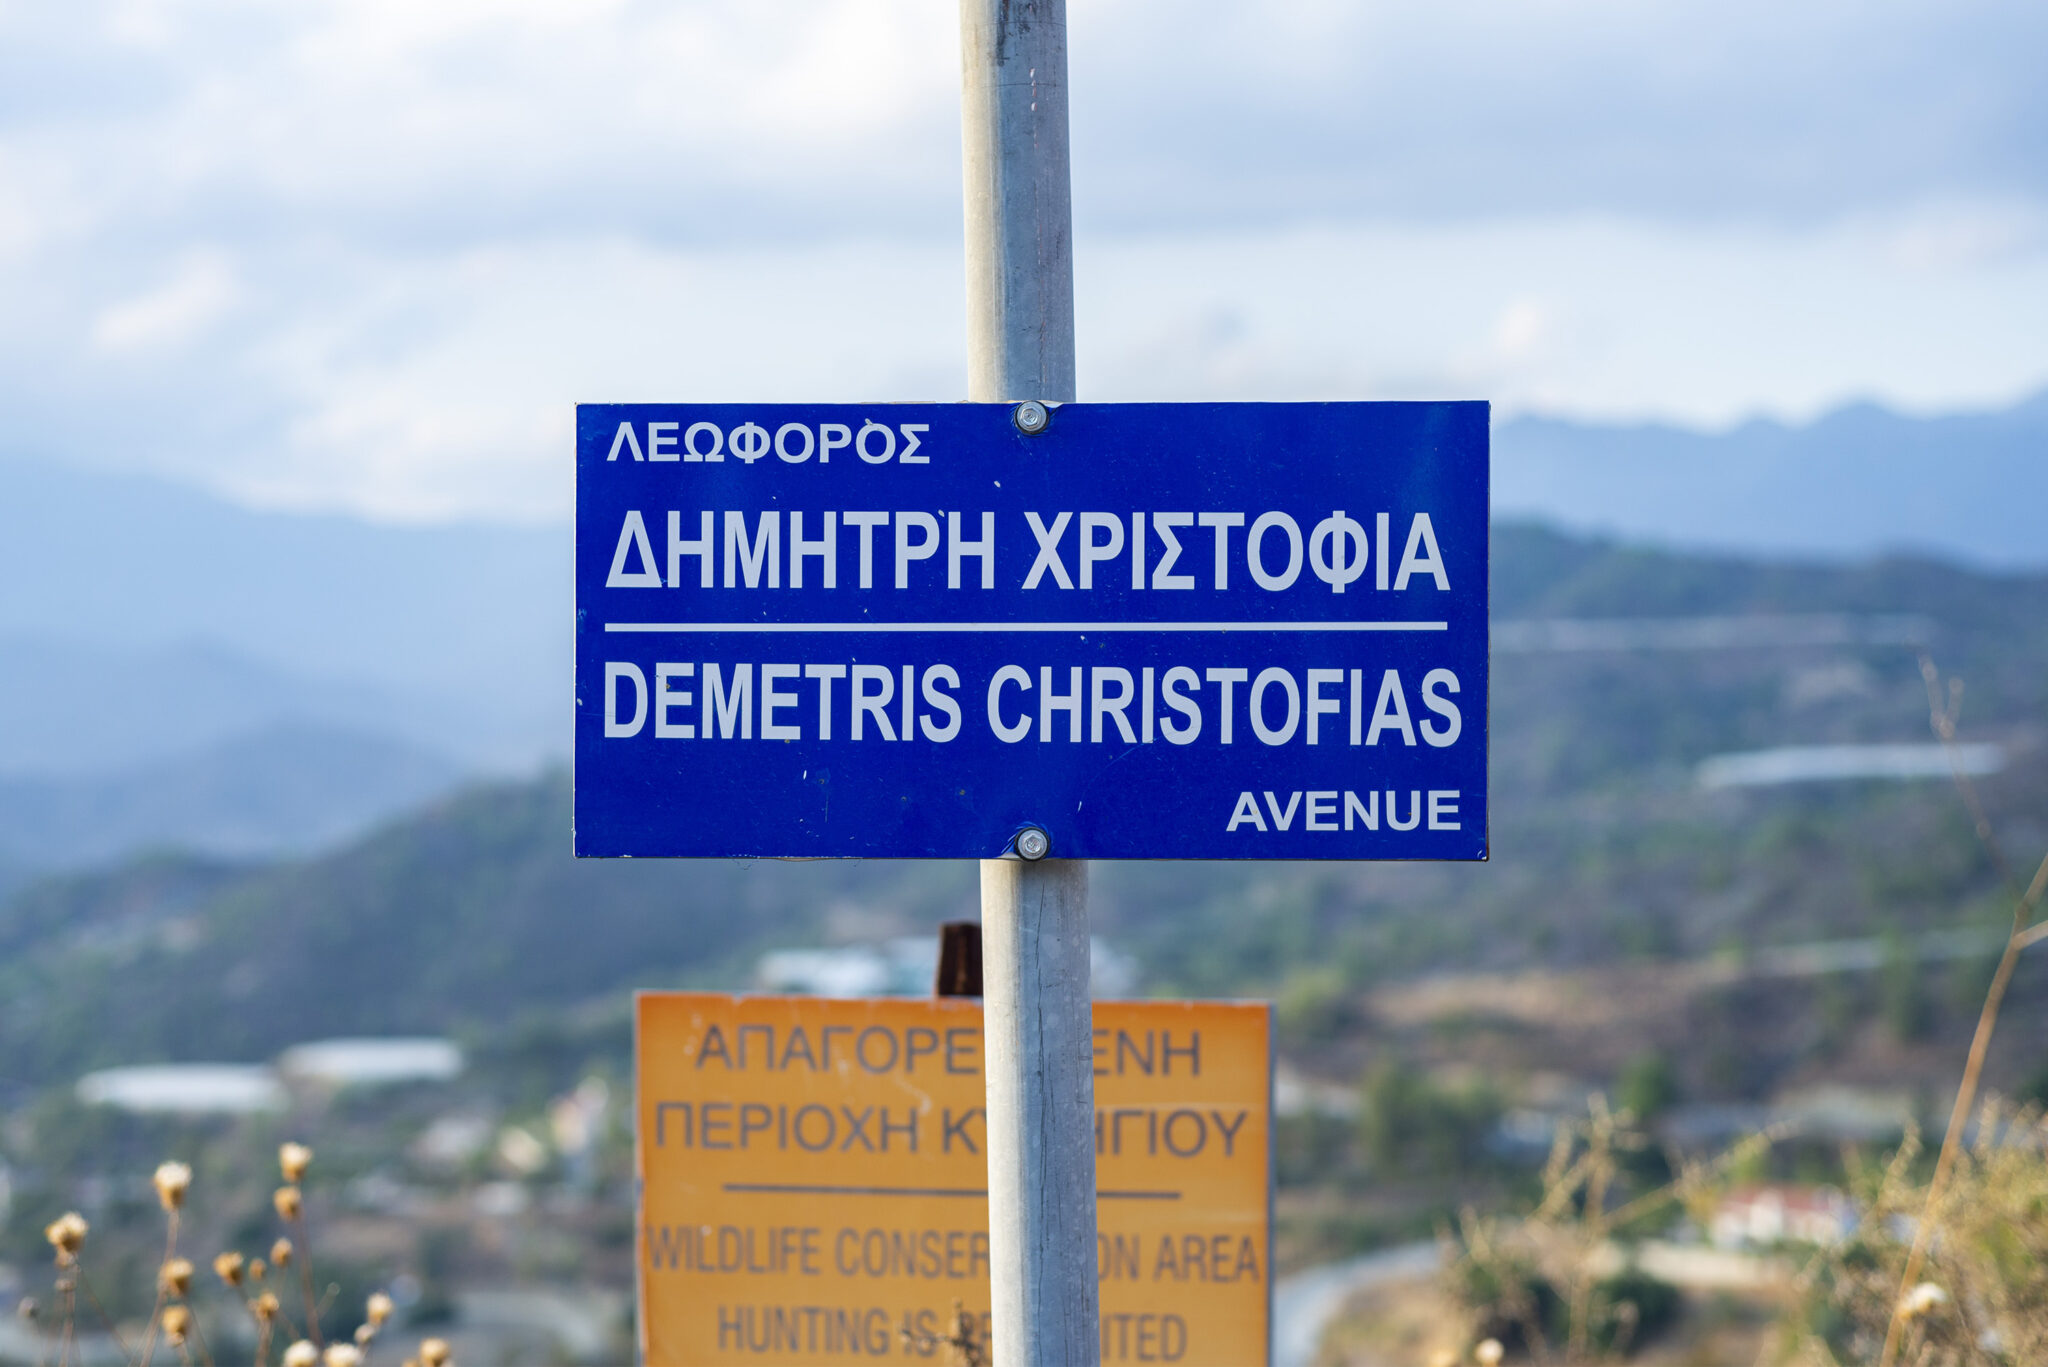 ΛΕΩΦΟΡΟΣ
ΔΗΜΗΤΡΗ ΧΡΙΣΤΟΦΙΑ
DEMETRIS CHRISTOFIAS
AVENUE
ΠΕΡΙΟΧΗ
WILDLIFE AREA
HUNTING IS